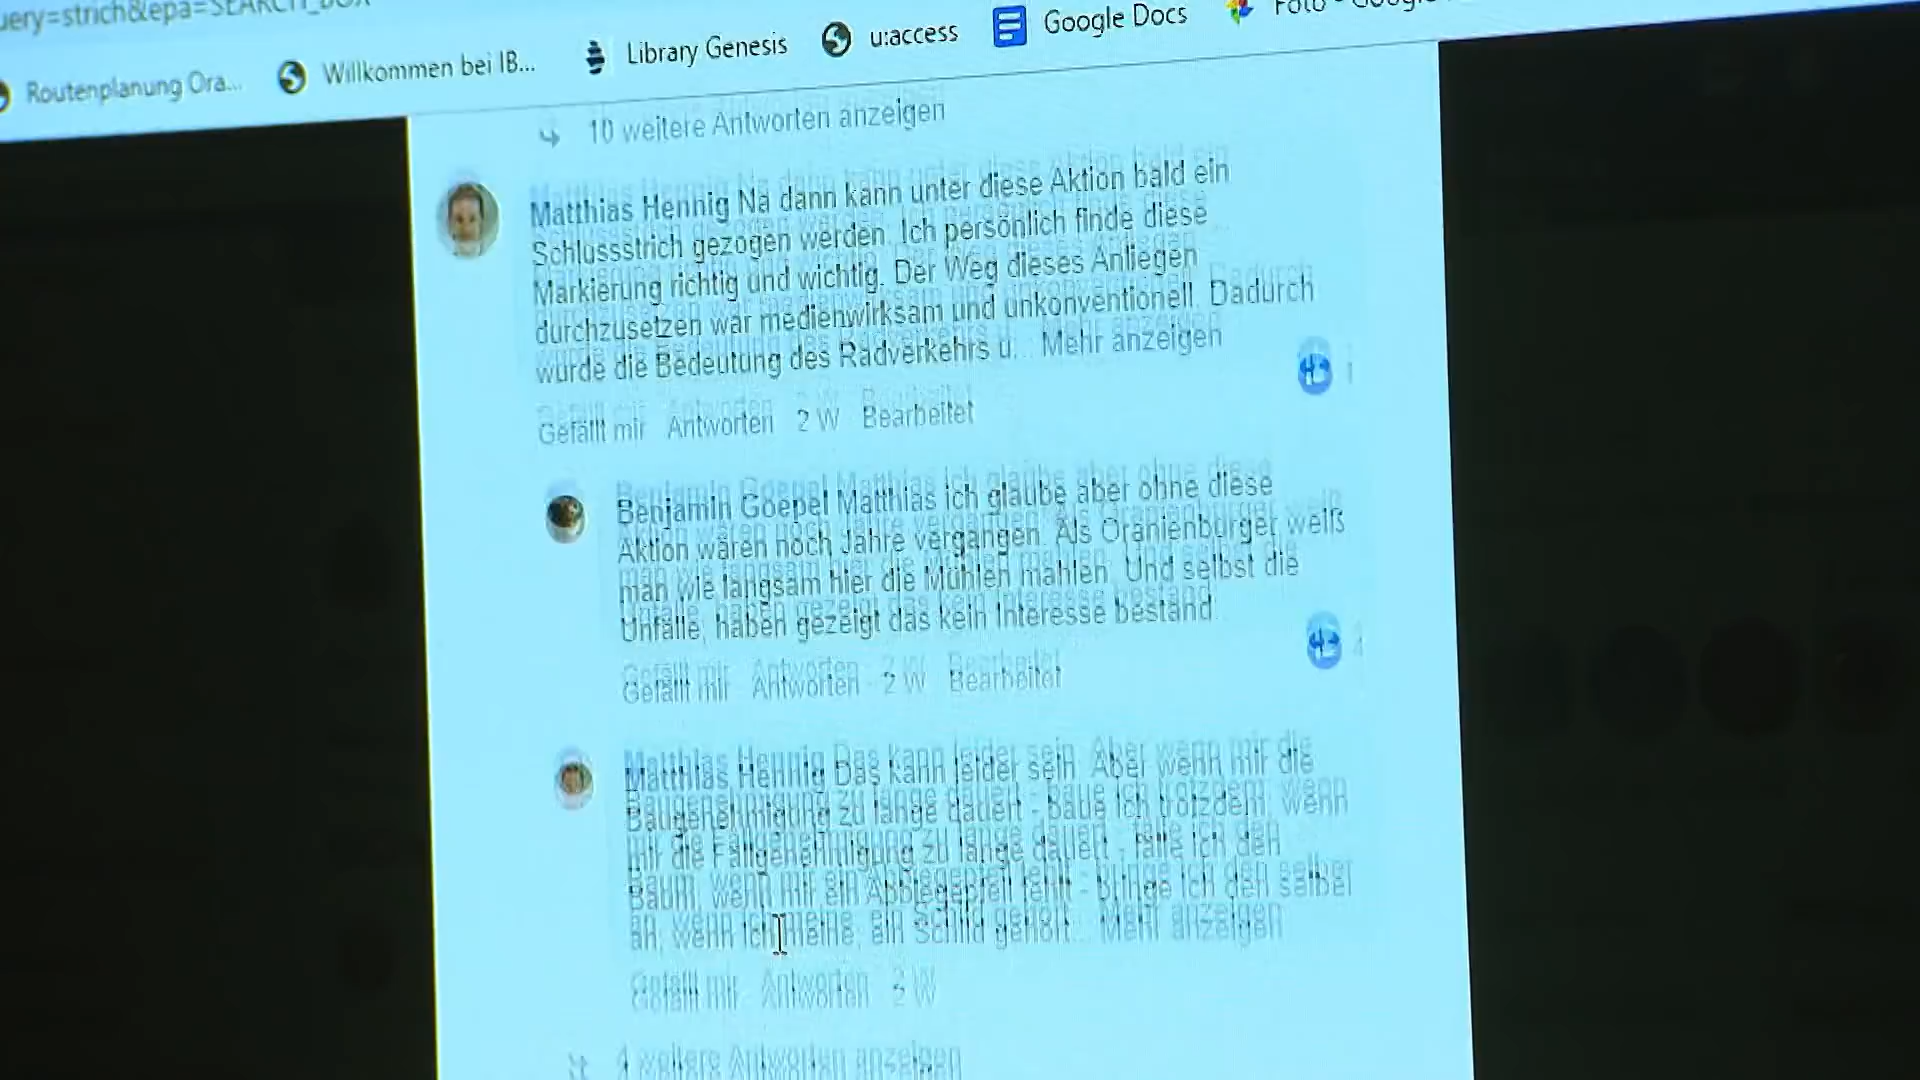 uery=strich&epa=SEARCH_BOX
Routenplanung Ora... Willkommen bei IB... Library Genesis u:access Google Docs
10 weitere Antworten anzeigen
Matthias Hennig Na dann kann unter diese Aktion bald ein
Schlussstrich gezogen werden. Ich persönlich finde diese
Markierung richtig und wichtig. Der Weg dieses Anliegen
durchzusetzen war medienwirksam und unkonventionell. Dadurch
wurde die Bedeutung des Radverkehrs u... Mehr anzeigen
1
Gefällt mir Antworten 2 W Bearbeitet
Benjamin Goepel Matthias ich glaube aber ohne diese
Aktion wären noch Jahre vergangen. Als Oranienburger weiß
man wie langsam hier die Mühlen mahlen. Und selbst die
Unfälle, haben gezeigt das kein Interesse bestand.
4
Gefällt mir · Antworten · 2 W · Bearbeitet
Matthias Hennig Das kann leider sein. Aber wenn mir die
Baugenehmigung zu lange dauert - baue ich trotzdem, wenn
mir die Fällgenehmigung zu lange dauert - fälle ich den
Baum, wenn mir ein Abbiegepfeil fehlt - bringe ich den selber
an, wenn ich meine, ein Schild gehört... Mehr anzeigen
Gefällt mir · Antworten · 2 W
4 weitere Antworten anzeigen